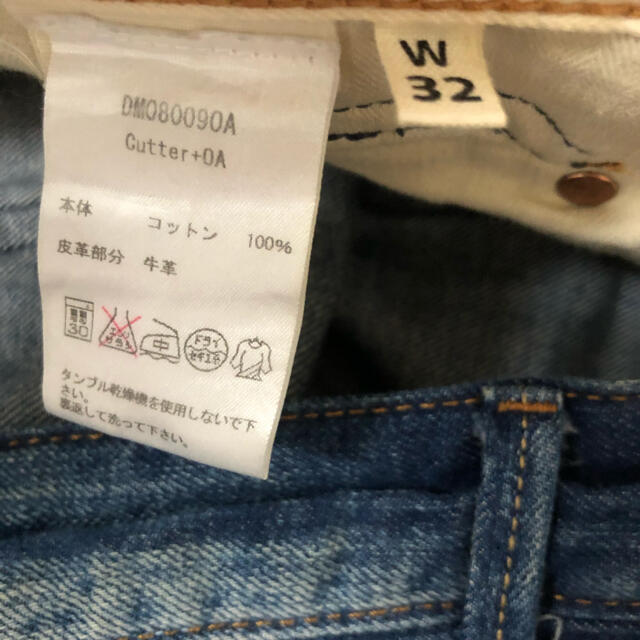 W
32
DM080090A
Cutter+0A
本体 コットン 100%
皮革部分 牛革
30
中
ドライ
タンブル乾燥機を使用しないで下
さい。
裏返して洗って下さい。